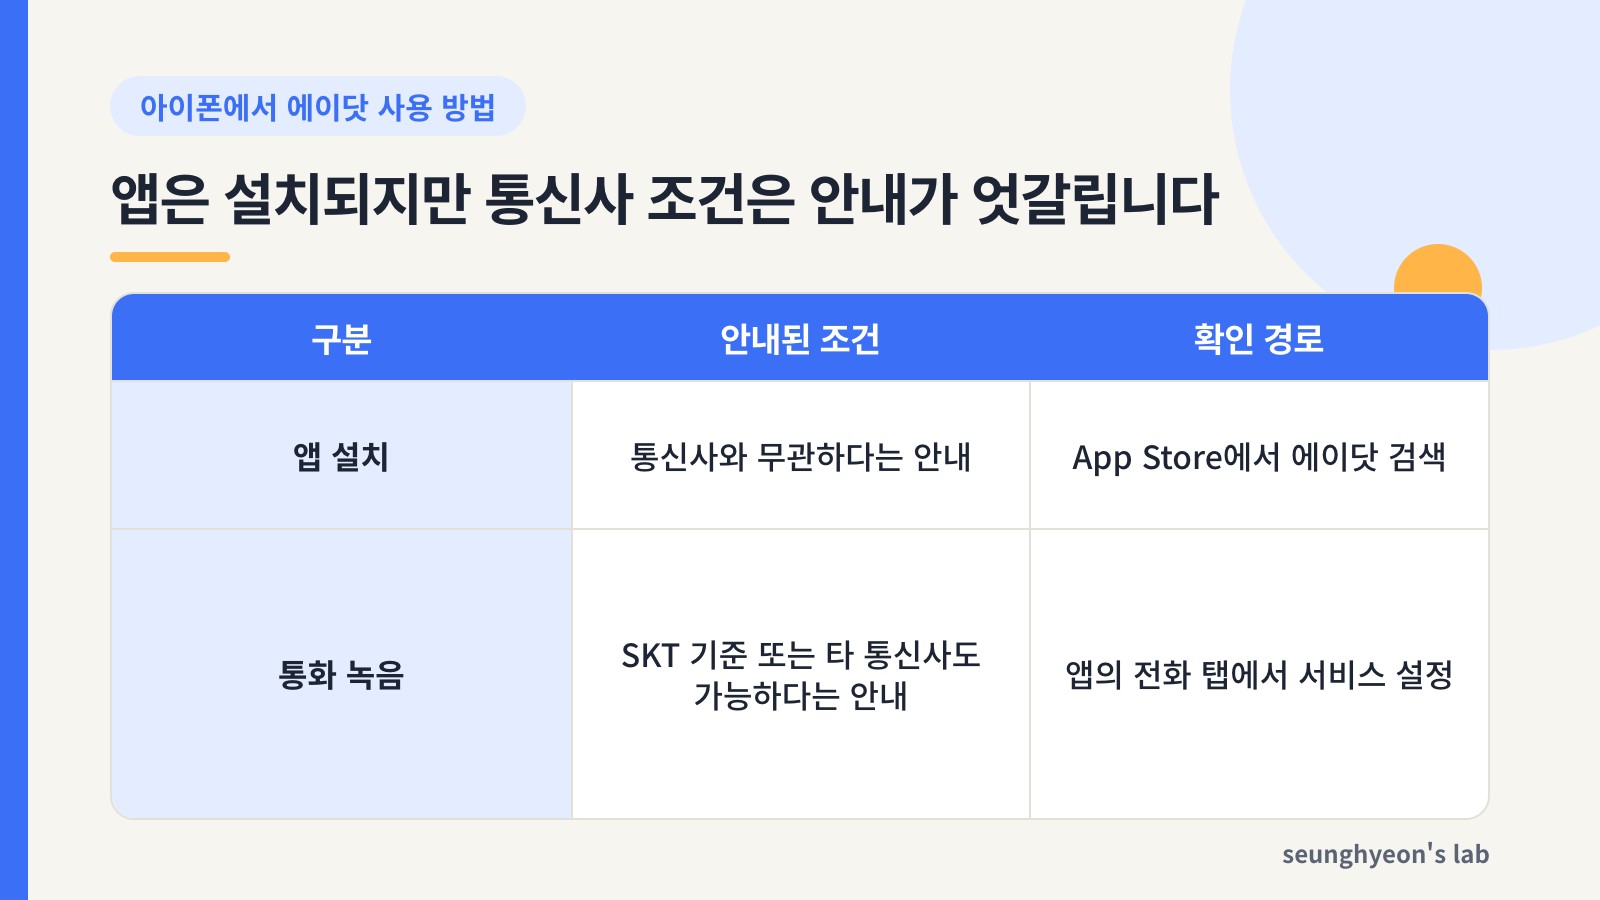 아이폰에서 에이닷 사용 방법
앱은 설치되지만 통신사 조건은 안내가 엇갈립니다
구분
안내된 조건
확인 경로
앱 설치
통신사와 무관하다는 안내
App Store에서 에이닷 검색
통화 녹음
SKT 기준 또는 타 통신사도
가능하다는 안내
앱의 전화 탭에서 서비스 설정
seunghyeon's lab